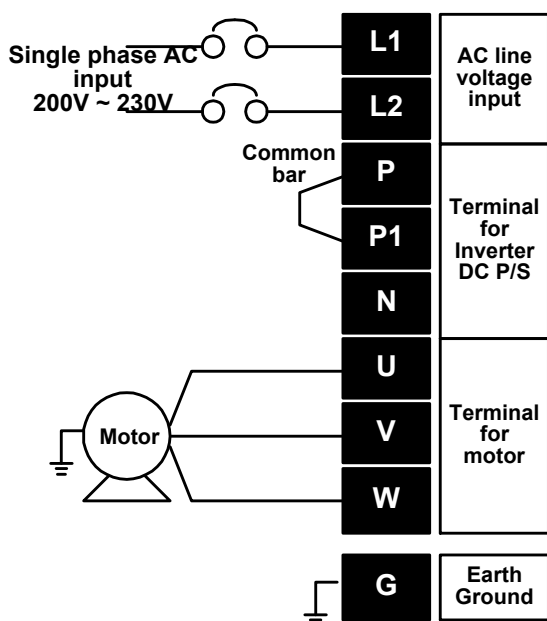 Single phase AC
input
200V ~ 230V
L1
L2
AC line
voltage
input
Common
bar
P
P1
N
Terminal
for
Inverter
DC P/S
U
V
W
Motor
Terminal
for
motor
G
Earth
Ground